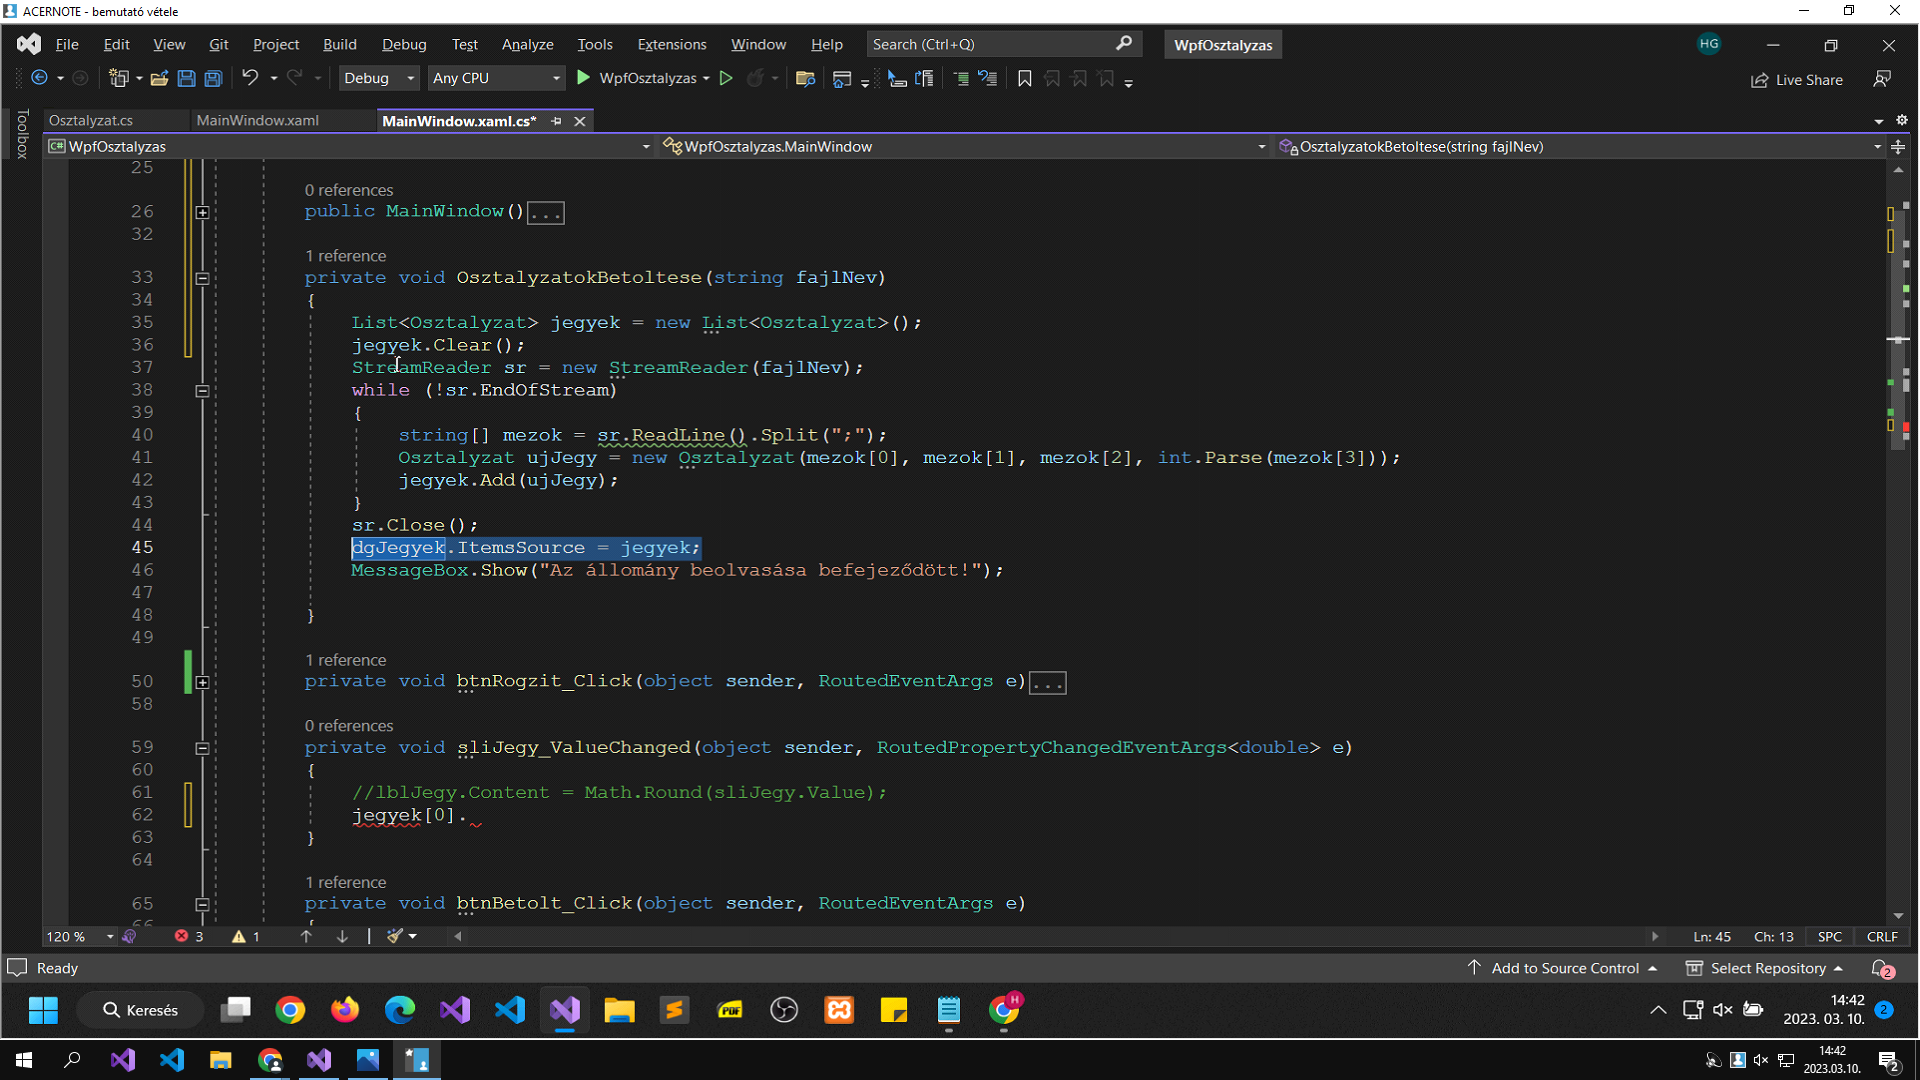 ACERNOTE - bemutató vétele
File Edit View Git Project Build Debug Test Analyze Tools Extensions Window Help Search (Ctrl+Q) WpfOsztalyzas HG
Debug Any CPU WpfOsztalyzas Live Share
Toolbox
Osztalyzat.cs MainWindow.xaml MainWindow.xaml.cs*
C# WpfOsztalyzas WpfOsztalyzas.MainWindow OsztalyzatokBetoltese(string fajlNev)
25
0 references
26 public MainWindow()...
32
1 reference
33 private void OsztalyzatokBetoltese(string fajlNev)
34 {
35 List<Osztalyzat> jegyek = new List<Osztalyzat>();
36 jegyek.Clear();
37 StreamReader sr = new StreamReader(fajlNev);
38 while (!sr.EndOfStream)
39 {
40 string[] mezok = sr.ReadLine().Split(";");
41 Osztalyzat ujJegy = new Osztalyzat(mezok[0], mezok[1], mezok[2], int.Parse(mezok[3]));
42 jegyek.Add(ujJegy);
43 }
44 sr.Close();
45 dgJegyek.ItemsSource = jegyek;
46 MessageBox.Show("Az állomány beolvasása befejeződött!");
47
48 }
49
1 reference
50 private void btnRogzit_Click(object sender, RoutedEventArgs e)...
58
0 references
59 private void sliJegy_ValueChanged(object sender, RoutedPropertyChangedEventArgs<double> e)
60 {
61 //lblJegy.Content = Math.Round(sliJegy.Value);
62 jegyek[0].
63 }
64
1 reference
65 private void btnBetolt_Click(object sender, RoutedEventArgs e)
66 {
120 % 3 1 Ln: 45 Ch: 13 SPC CRLF
Ready Add to Source Control Select Repository 2
Keresés PDF H 14:42
2023. 03. 10. 2
14:42
2023.03.10. 2